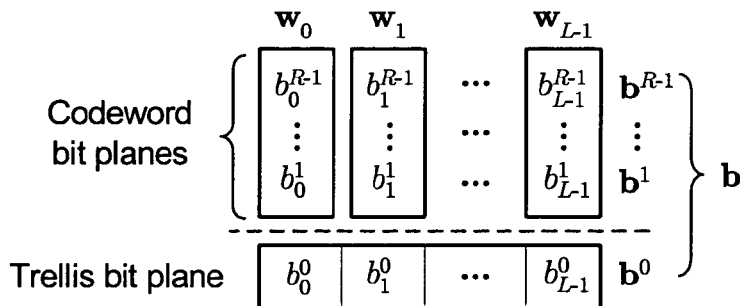 w_0 w_1 w_{L-1}
b_0^{R-1} b_1^{R-1} ... b_{L-1}^{R-1} b^{R-1}
Codeword bit planes
⋮ ⋮ ... ⋮ ⋮
b_0^1 b_1^1 ... b_{L-1}^1 b^1
b
Trellis bit plane b_0^0 b_1^0 ... b_{L-1}^0 b^0